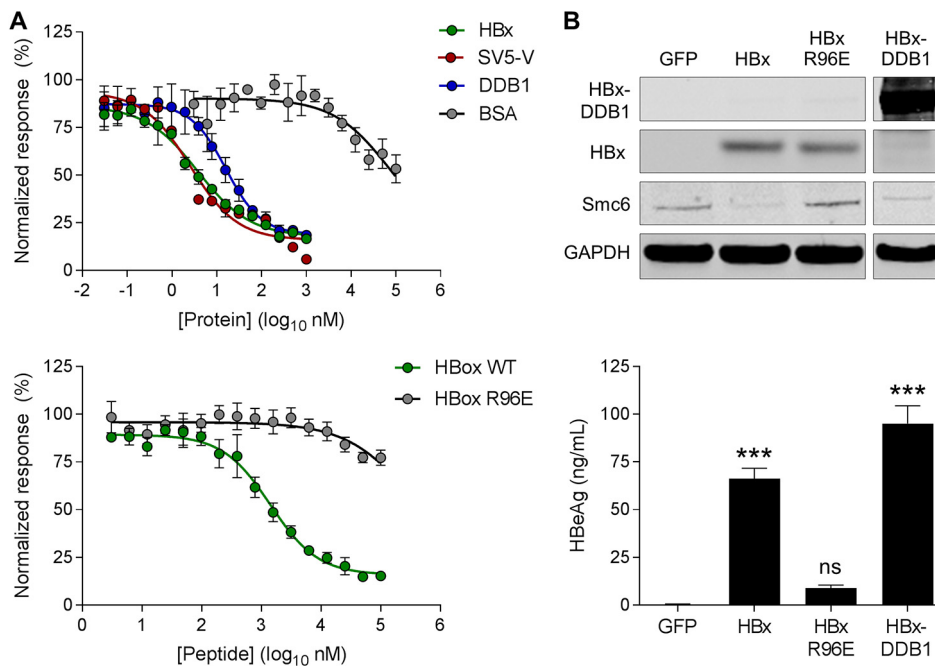 A
Normalized response (%)
125
100
75
50
25
0
-2 -1 0 1 2 3 4 5 6
[Protein] (log10 nM)
HBx
SV5-V
DDB1
BSA
B
GFP HBx HBx R96E HBx-DDB1
HBx-
DDB1
HBx
Smc6
GAPDH
Normalized response (%)
125
100
75
50
25
0
0 1 2 3 4 5 6
[Peptide] (log10 nM)
HBox WT
HBox R96E
HBeAg (ng/mL)
125
100
75
50
25
0
***
ns
***
GFP HBx HBx R96E HBx-DDB1